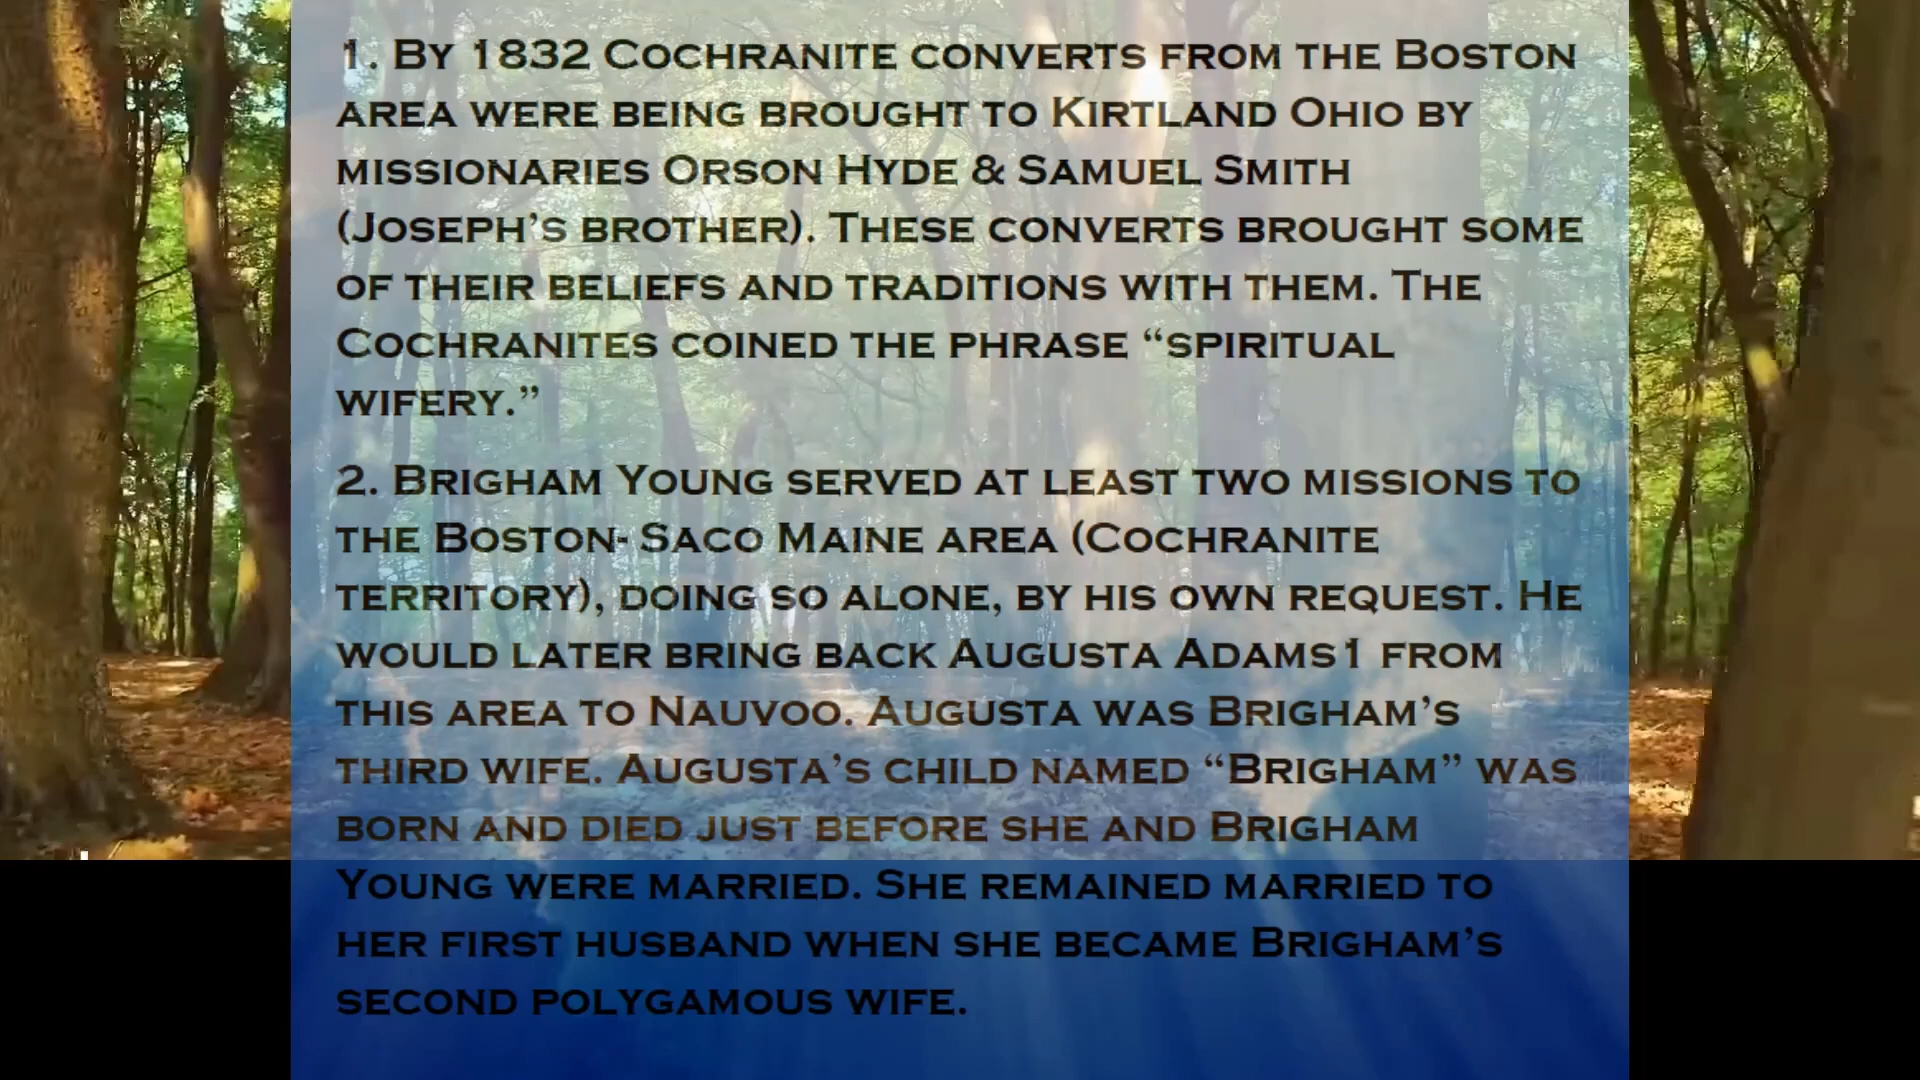 1. By 1832 Cochranite converts from the Boston
area were being brought to Kirtland Ohio by
missionaries Orson Hyde & Samuel Smith
(Joseph’s brother). These converts brought some
of their beliefs and traditions with them. The
Cochranites coined the phrase “spiritual
wifery.”
2. Brigham Young served at least two missions to
the Boston- Saco Maine area (Cochranite
territory), doing so alone, by his own request. He
would later bring back Augusta Adams1 from
this area to Nauvoo. Augusta was Brigham’s
third wife. Augusta’s child named “Brigham” was
born and died just before she and Brigham
Young were married. She remained married to
her first husband when she became Brigham’s
second polygamous wife.